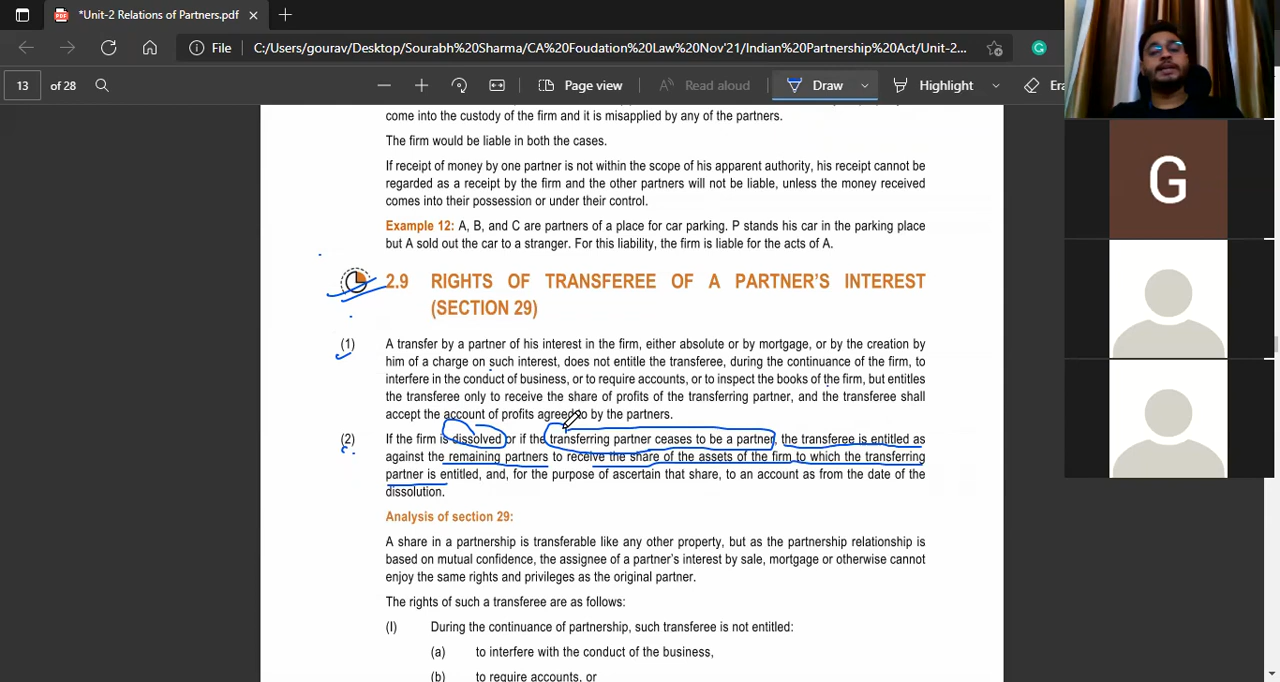 *Unit-2 Relations of Partners.pdf
File C:/Users/gourav/Desktop/Sourabh%20Sharma/CA%20Foudation%20Law%20Nov'21/Indian%20Partnership%20Act/Unit-2...
13 of 28 Page view Read aloud Draw Highlight Era
come into the custody of the firm and it is misapplied by any of the partners.
The firm would be liable in both the cases.
If receipt of money by one partner is not within the scope of his apparent authority, his receipt cannot be
regarded as a receipt by the firm and the other partners will not be liable, unless the money received
comes into their possession or under their control.
Example 12: A, B, and C are partners of a place for car parking. P stands his car in the parking place
but A sold out the car to a stranger. For this liability, the firm is liable for the acts of A.
2.9 RIGHTS OF TRANSFEREE OF A PARTNER'S INTEREST
(SECTION 29)
(1) A transfer by a partner of his interest in the firm, either absolute or by mortgage, or by the creation by
him of a charge on such interest, does not entitle the transferee, during the continuance of the firm, to
interfere in the conduct of business, or to require accounts, or to inspect the books of the firm, but entitles
the transferee only to receive the share of profits of the transferring partner, and the transferee shall
accept the account of profits agreed to by the partners.
(2) If the firm is dissolved or if the transferring partner ceases to be a partner, the transferee is entitled as
against the remaining partners to receive the share of the assets of the firm to which the transferring
partner is entitled, and, for the purpose of ascertain that share, to an account as from the date of the
dissolution.
Analysis of section 29:
A share in a partnership is transferable like any other property, but as the partnership relationship is
based on mutual confidence, the assignee of a partner's interest by sale, mortgage or otherwise cannot
enjoy the same rights and privileges as the original partner.
The rights of such a transferee are as follows:
(I) During the continuance of partnership, such transferee is not entitled:
(a) to interfere with the conduct of the business,
(b) to require accounts, or
G